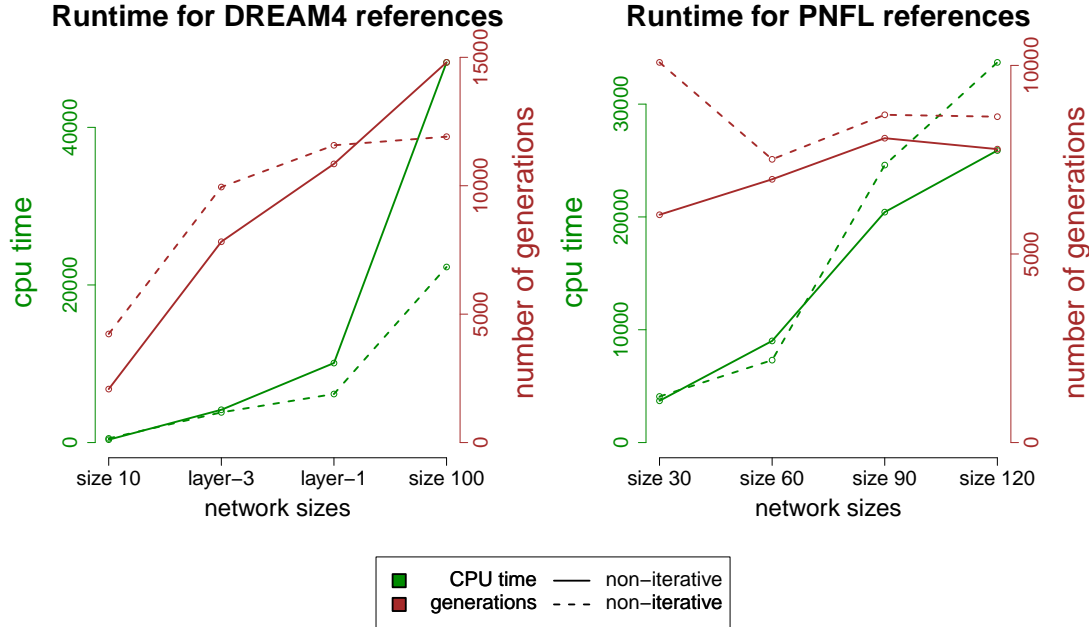 Runtime for DREAM4 references
cpu time
0
20000
40000
number of generations
0
5000
10000
15000
size 10
layer−3
layer−1
size 100
network sizes
Runtime for PNFL references
cpu time
0
10000
20000
30000
number of generations
0
5000
10000
size 30
size 60
size 90
size 120
network sizes
CPU time non−iterative
generations non−iterative